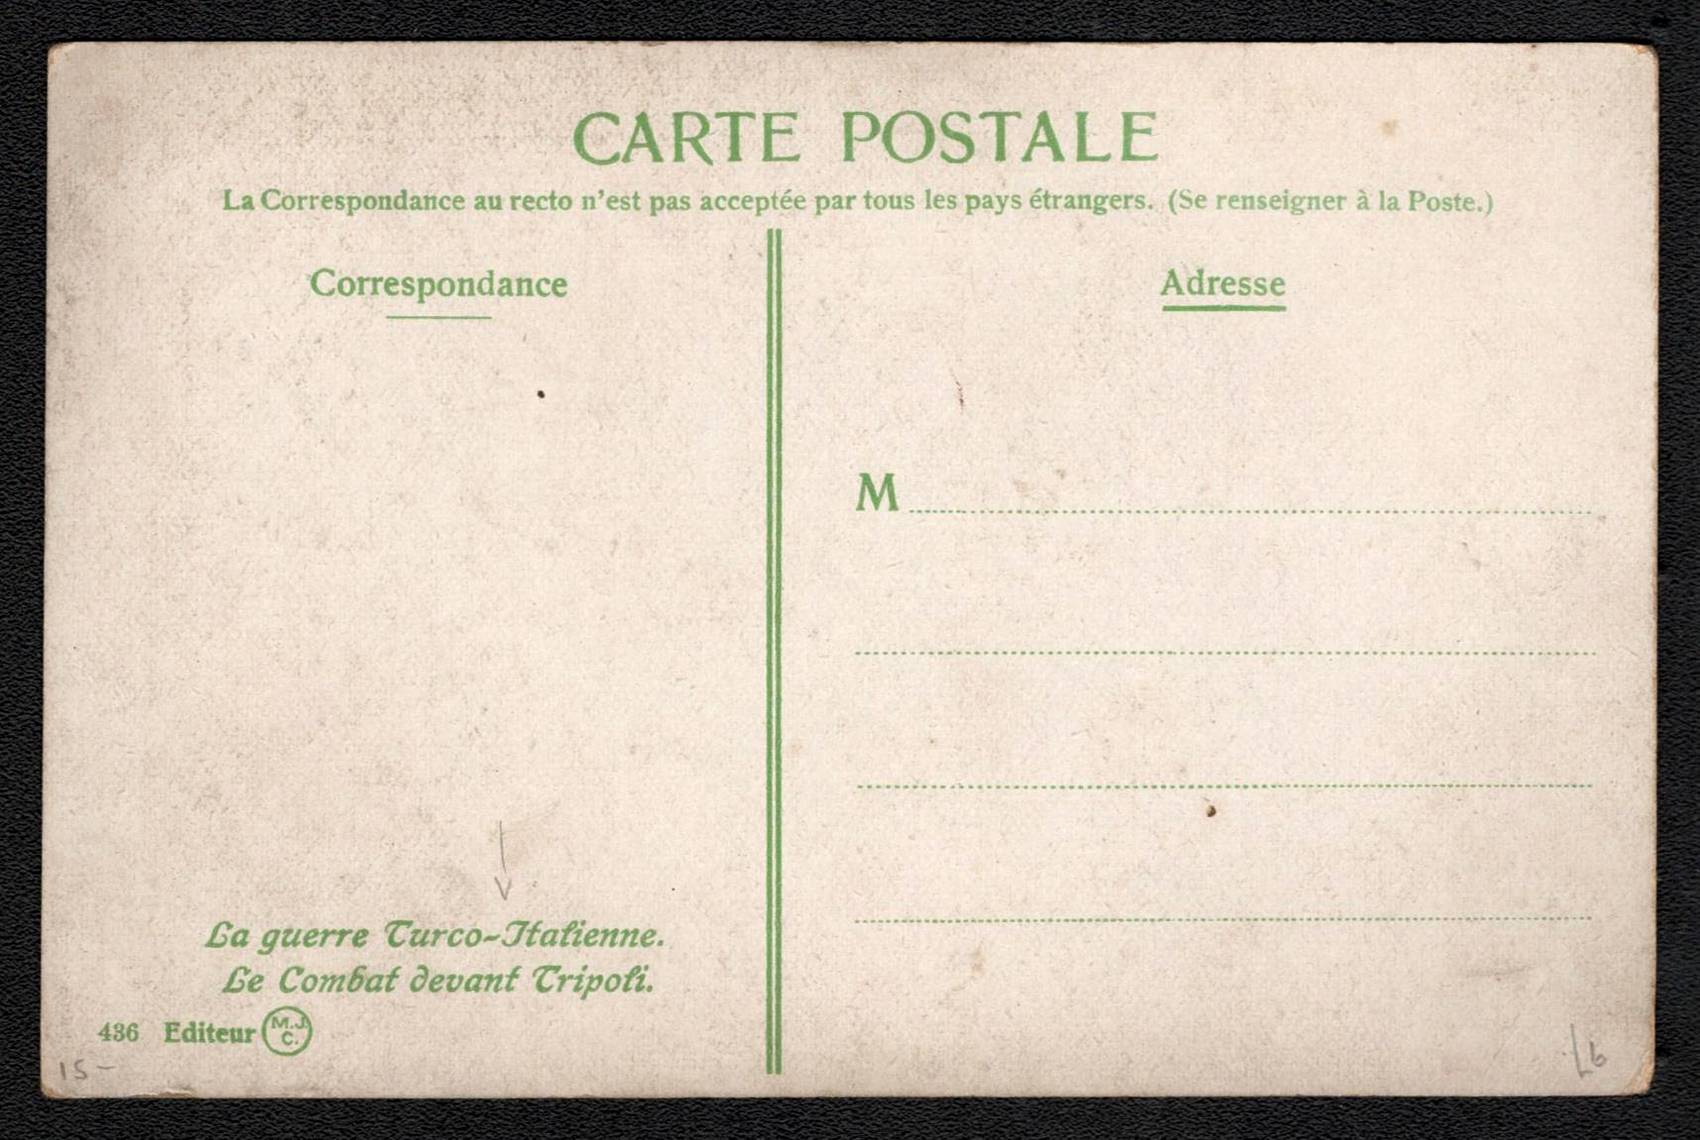 CARTE POSTALE
La Correspondance au recto n'est pas acceptée par tous les pays étrangers. (Se renseigner à la Poste.)
Correspondance
Adresse
M
La guerre Turco-Italienne.
Le Combat devant Tripoli.
436 Editeur M.J.C.
15-